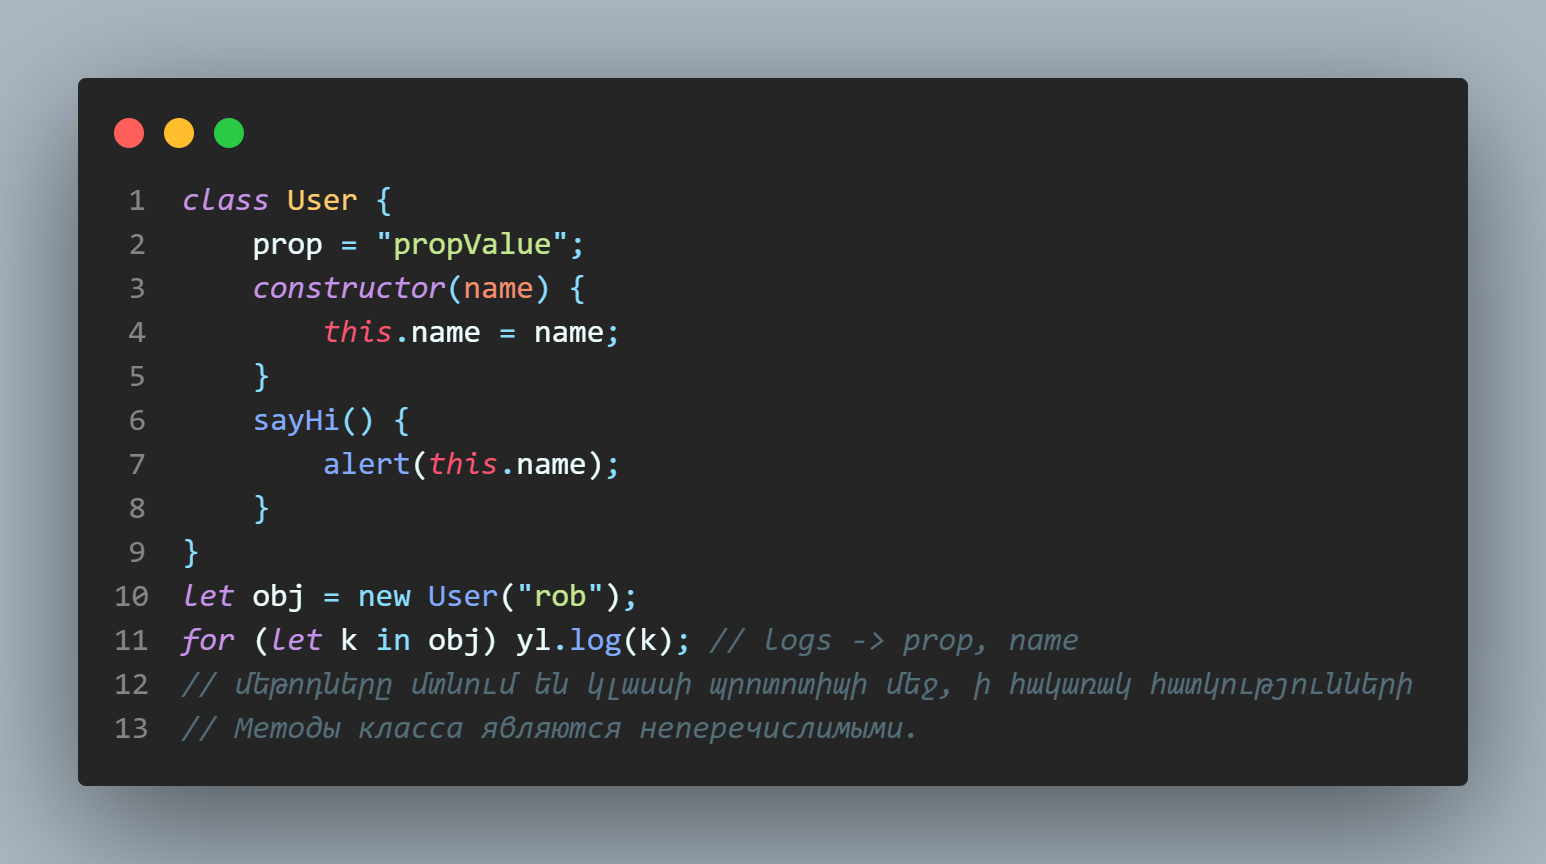 1 class User {
2 prop = "propValue";
3 constructor(name) {
4 this.name = name;
5 }
6 sayHi() {
7 alert(this.name);
8 }
9 }
10 let obj = new User("rob");
11 for (let k in obj) yl.log(k); // logs -> prop, name
12 // մեթոդները մտնում են կլասսի պրոտոտիպի մեջ, ի հակառակ հատկությունների
13 // Методы класса являются неперечислимыми.